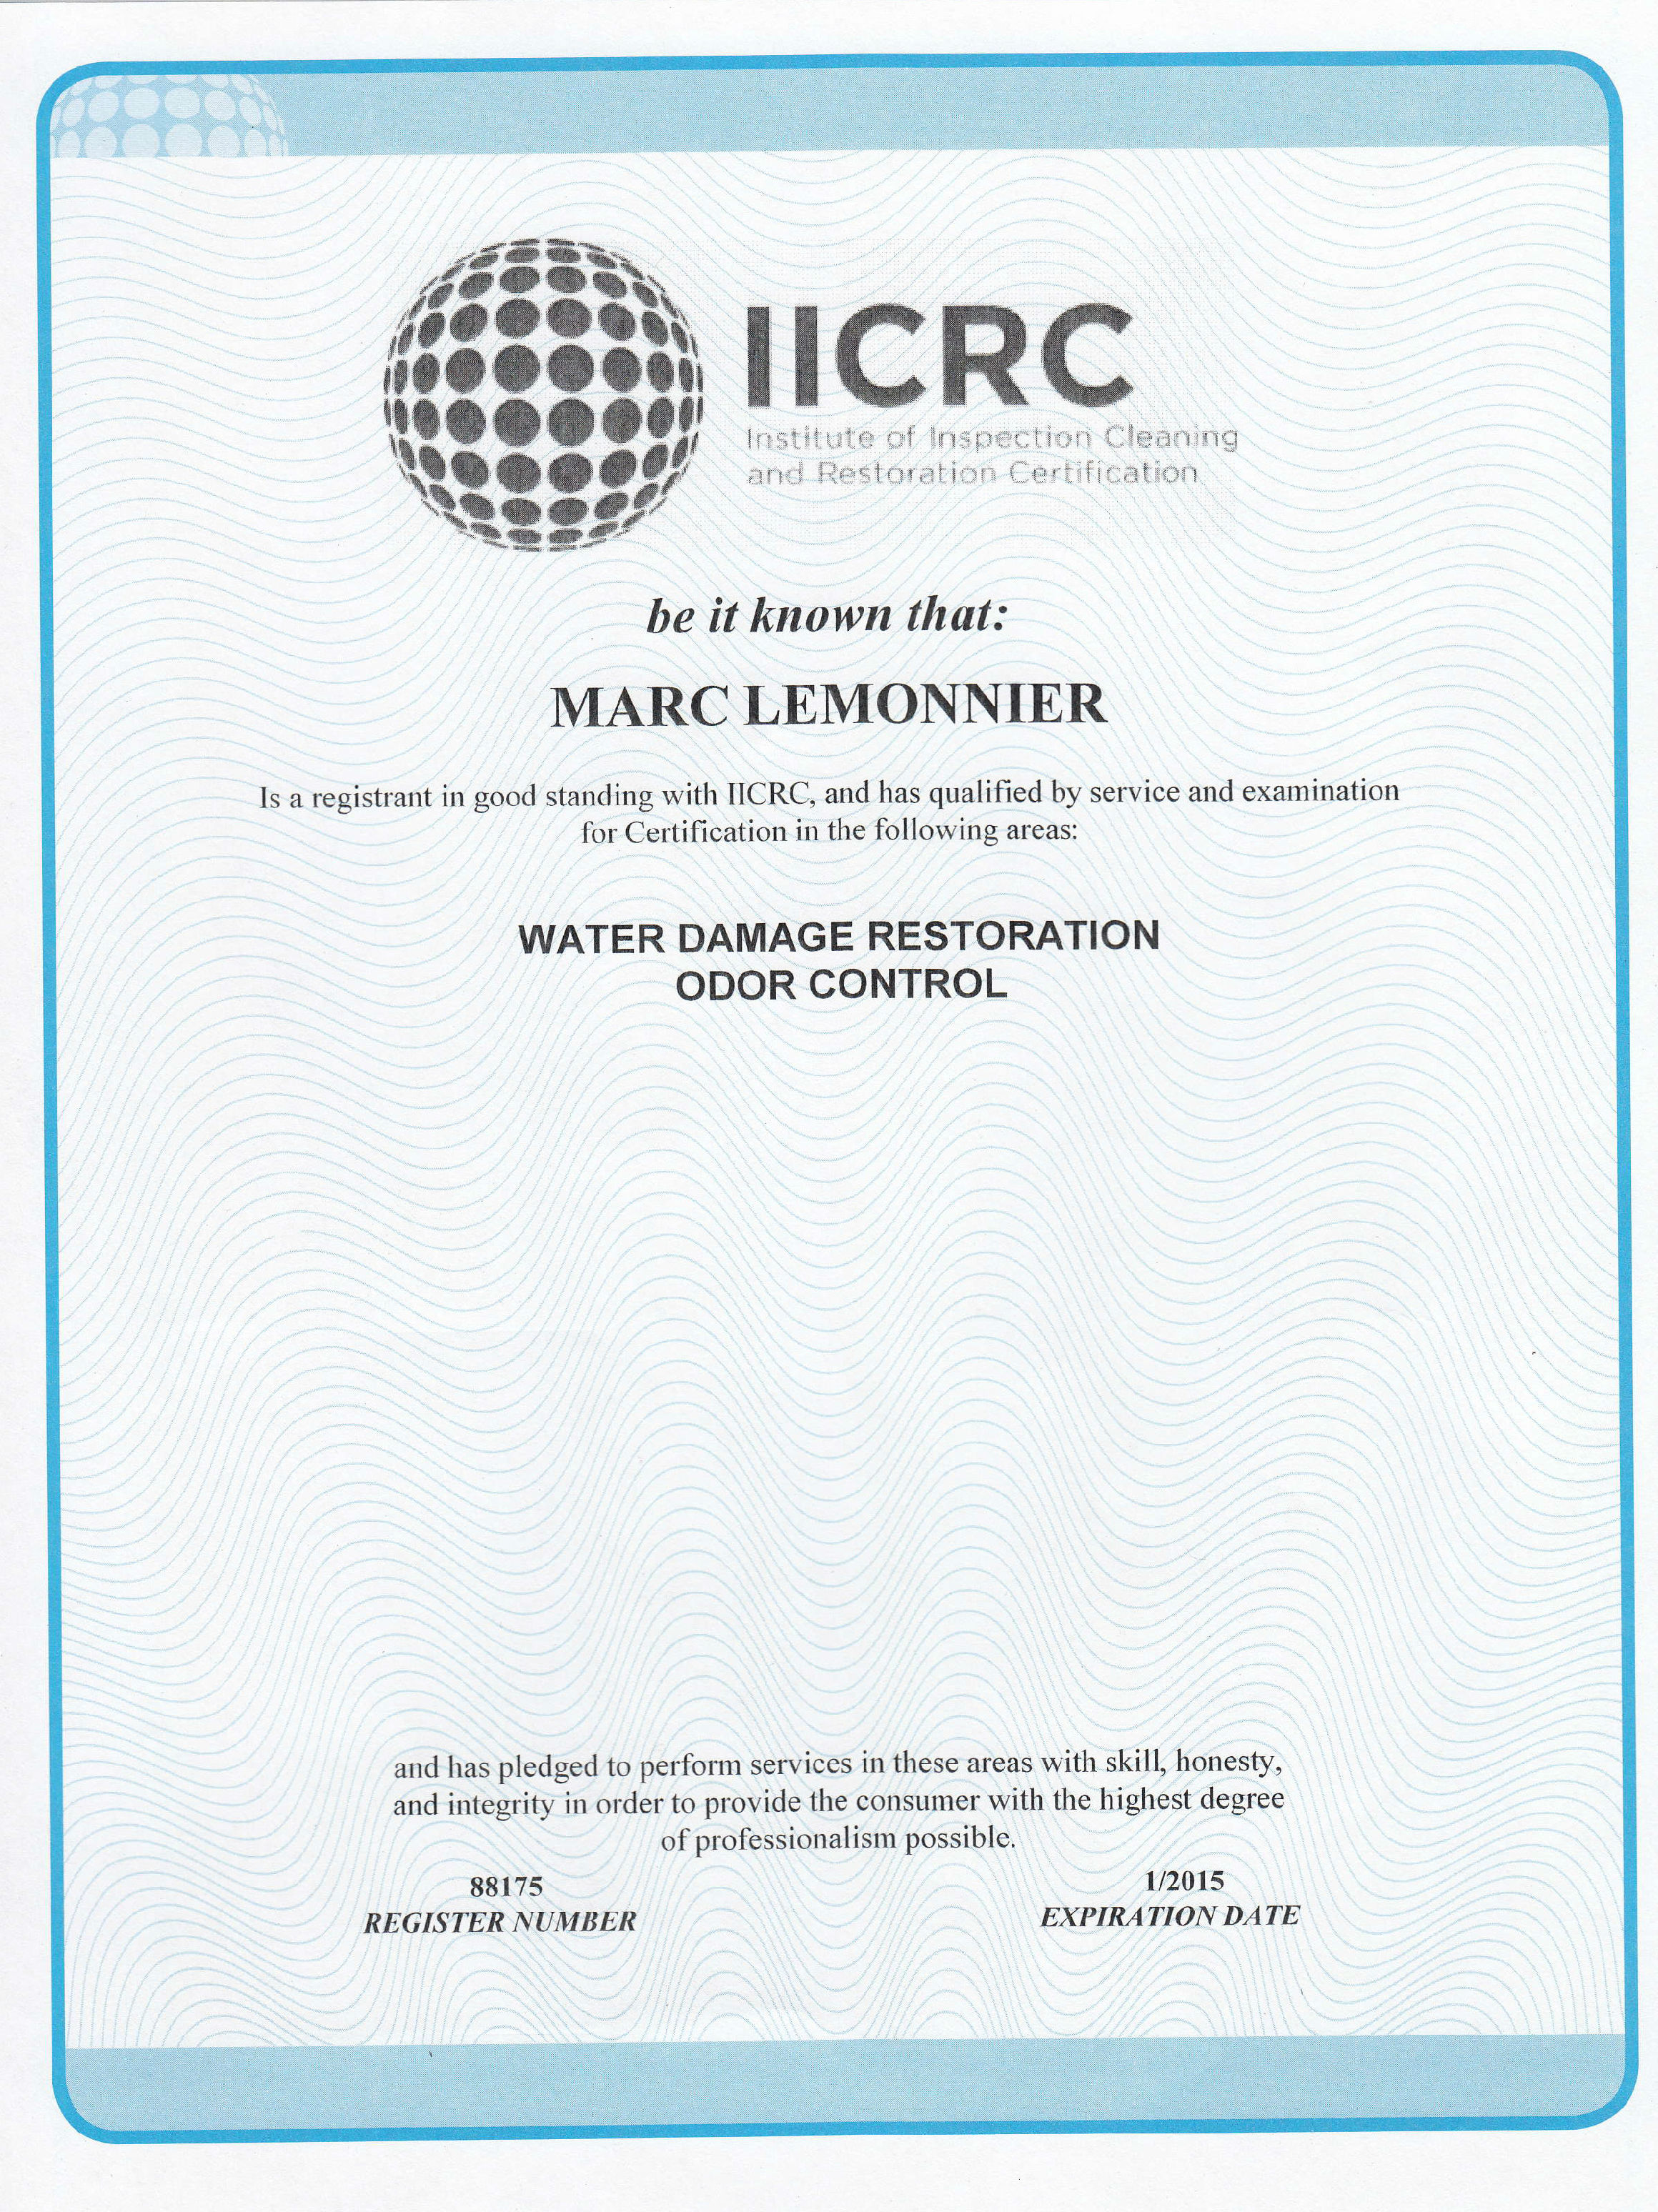 IICRC
Institute of Inspection Cleaning
and Restoration Certification
be it known that:
MARC LEMONNIER
Is a registrant in good standing with IICRC, and has qualified by service and examination
for Certification in the following areas:
WATER DAMAGE RESTORATION
ODOR CONTROL
and has pledged to perform services in these areas with skill, honesty,
and integrity in order to provide the consumer with the highest degree
of professionalism possible.
88175
REGISTER NUMBER
1/2015
EXPIRATION DATE